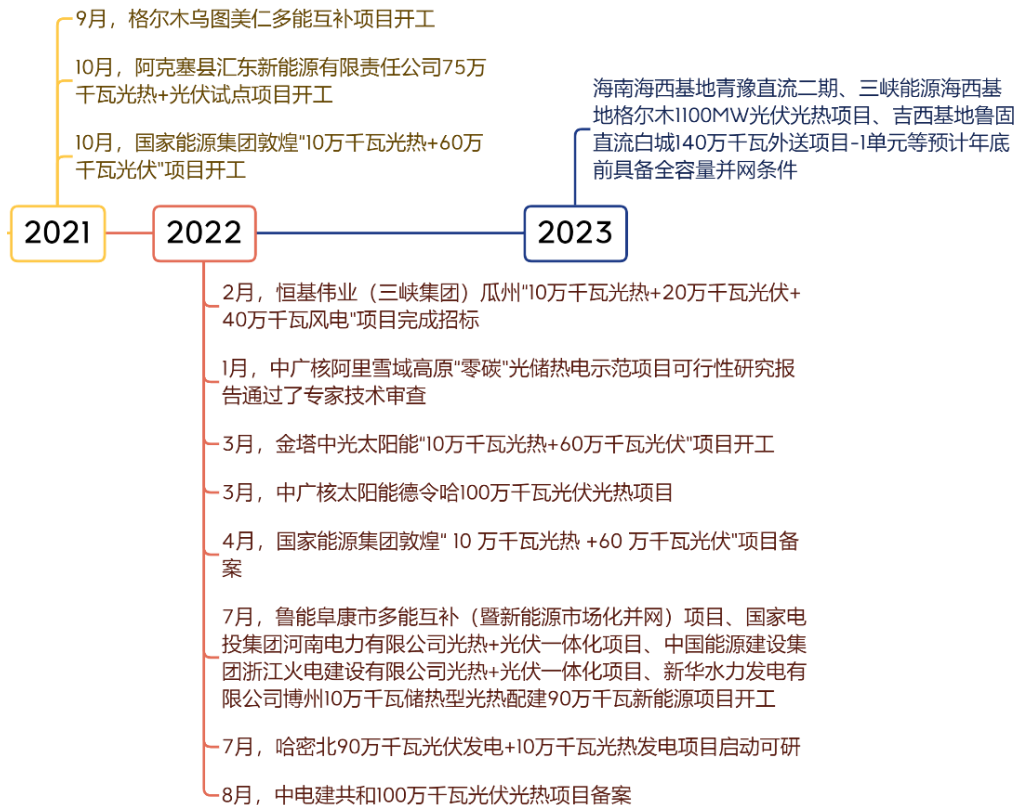 9月，格尔木乌图美仁多能互补项目开工
10月，阿克塞县汇东新能源有限责任公司75万
千瓦光热+光伏试点项目开工
10月，国家能源集团敦煌"10万千瓦光热+60万
千瓦光伏"项目开工
海南海西基地青豫直流二期、三峡能源海西基
地格尔木1100MW光伏光热项目、吉西基地鲁固
直流白城140万千瓦外送项目-1单元等预计年底
前具备全容量并网条件
2021
2022
2023
2月，恒基伟业（三峡集团）瓜州"10万千瓦光热+20万千瓦光伏+
40万千瓦风电"项目完成招标
1月，中广核阿里雪域高原"零碳"光储热电示范项目可行性研究报
告通过了专家技术审查
3月，金塔中光太阳能"10万千瓦光热+60万千瓦光伏"项目开工
3月，中广核太阳能德令哈100万千瓦光伏光热项目
4月，国家能源集团敦煌" 10 万千瓦光热 +60 万千瓦光伏"项目备
案
7月，鲁能阜康市多能互补（暨新能源市场化并网）项目、国家电
投集团河南电力有限公司光热+光伏一体化项目、中国能源建设集
团浙江火电建设有限公司光热+光伏一体化项目、新华水力发电有
限公司博州10万千瓦储热型光热配建90万千瓦新能源项目开工
7月，哈密北90万千瓦光伏发电+10万千瓦光热发电项目启动可研
8月，中电建共和100万千瓦光伏光热项目备案